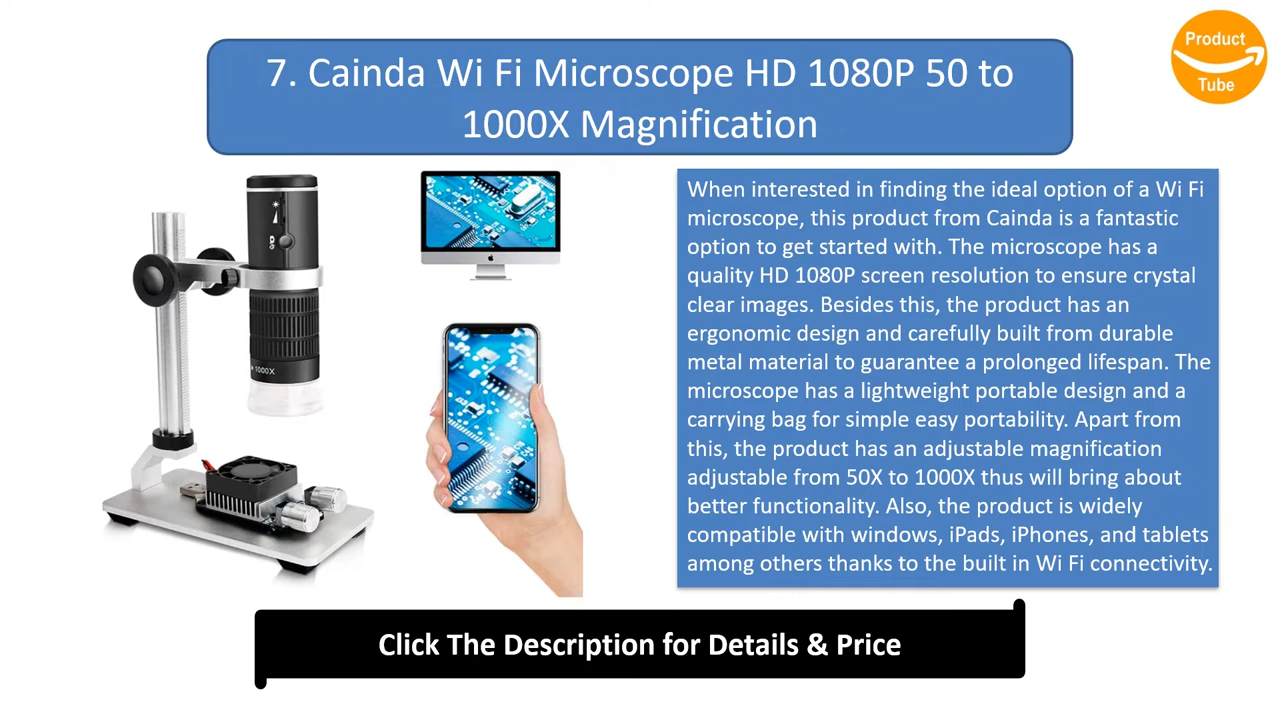 Product
Tube
7. Cainda Wi Fi Microscope HD 1080P 50 to
1000X Magnification
1000X
When interested in finding the ideal option of a Wi Fi
microscope, this product from Cainda is a fantastic
option to get started with. The microscope has a
quality HD 1080P screen resolution to ensure crystal
clear images. Besides this, the product has an
ergonomic design and carefully built from durable
metal material to guarantee a prolonged lifespan. The
microscope has a lightweight portable design and a
carrying bag for simple easy portability. Apart from
this, the product has an adjustable magnification
adjustable from 50X to 1000X thus will bring about
better functionality. Also, the product is widely
compatible with windows, iPads, iPhones, and tablets
among others thanks to the built in Wi Fi connectivity.
Click The Description for Details & Price